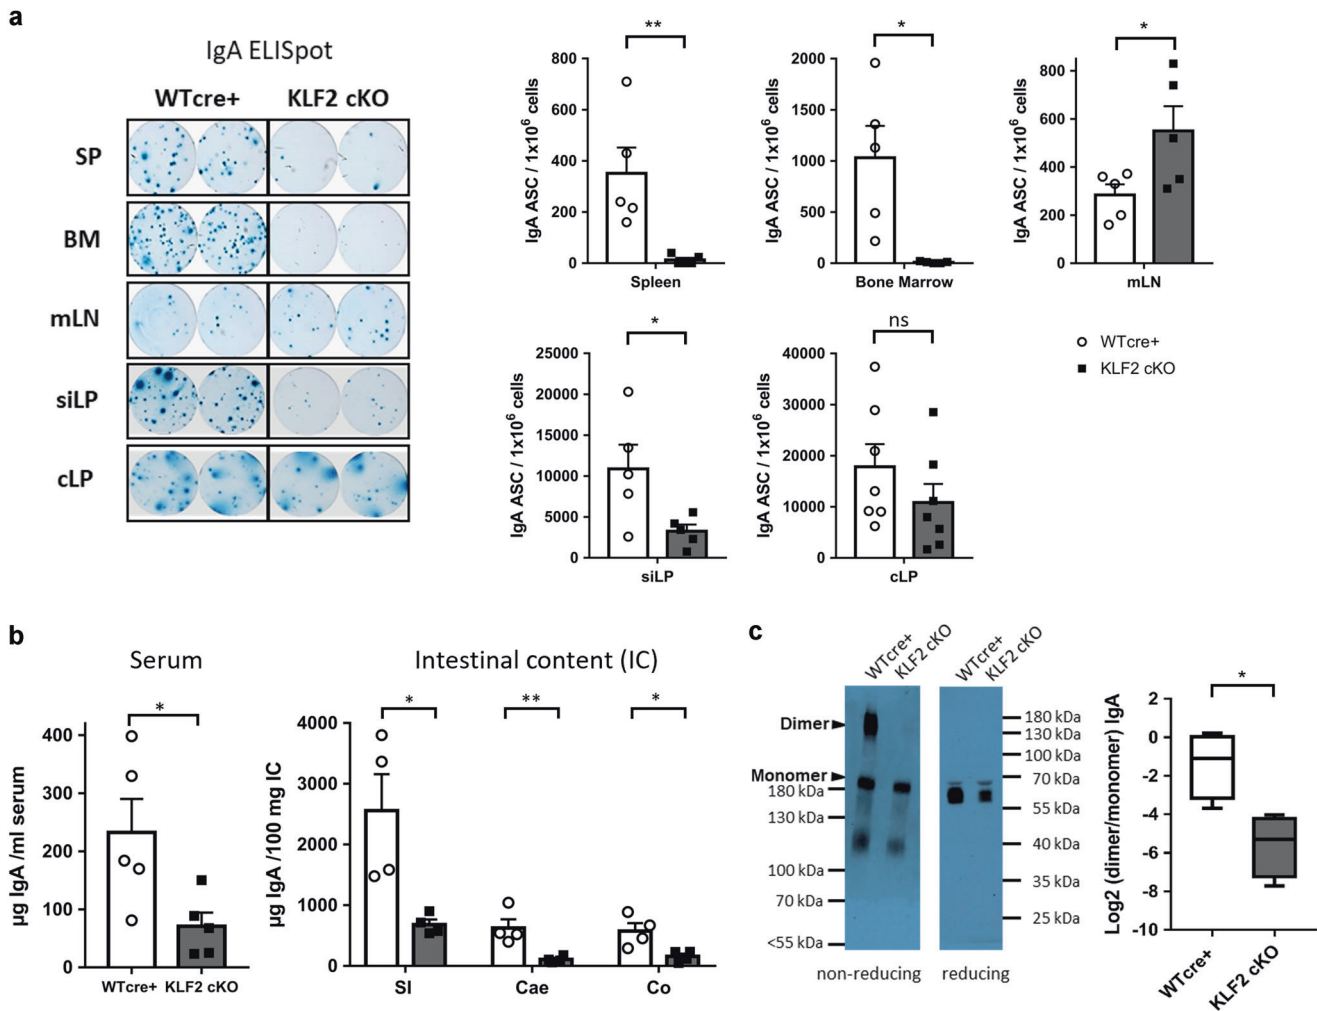 a
IgA ELISpot
WTcre+ KLF2 cKO
SP
BM
mLN
siLP
cLP
**
IgA ASC / 1x10⁶ cells
800
600
400
200
0
Spleen
*
IgA ASC / 1x10⁶ cells
2000
1500
1000
500
0
Bone Marrow
*
IgA ASC / 1x10⁶ cells
800
600
400
200
0
mLN
*
IgA ASC / 1x10⁶ cells
25000
20000
15000
10000
5000
0
siLP
ns
IgA ASC / 1x10⁶ cells
40000
30000
20000
10000
0
cLP
WTcre+
KLF2 cKO
b
Serum
*
µg IgA /ml serum
400
300
200
100
0
WTcre+ KLF2 cKO
Intestinal content (IC)
* ** *
µg IgA /100 mg IC
4000
3000
2000
1000
0
SI Cae Co
c
WTcre+
KLF2 cKO
WTcre+
KLF2 cKO
Dimer
Monomer
180 kDa
130 kDa
100 kDa
70 kDa
<55 kDa
180 kDa
130 kDa
100 kDa
70 kDa
55 kDa
40 kDa
35 kDa
25 kDa
non-reducing
reducing
*
Log2 (dimer/monomer) IgA
2
0
-2
-4
-6
-8
-10
WTcre+
KLF2 cKO